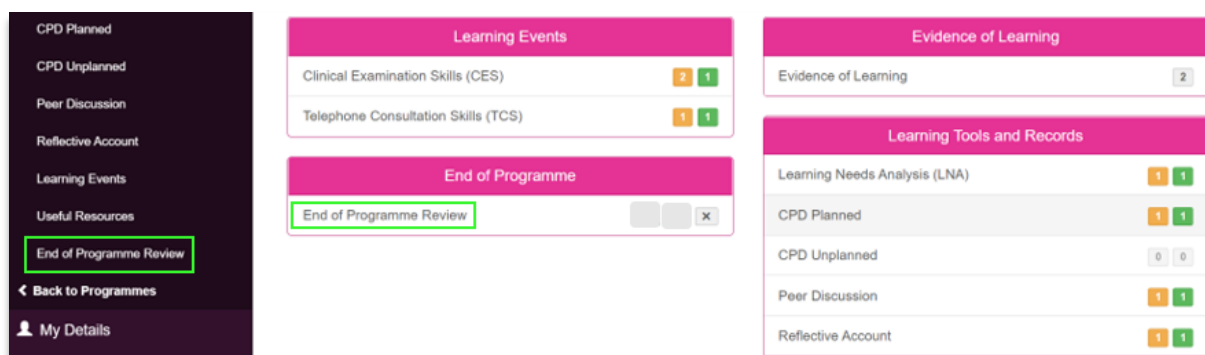 CPD Planned
CPD Unplanned
Peer Discussion
Reflective Account
Learning Events
Useful Resources
End of Programme Review
Back to Programmes
My Details
Learning Events
Clinical Examination Skills (CES) 2 1
Telephone Consultation Skills (TCS) 1 1
End of Programme
End of Programme Review ×
Evidence of Learning
Evidence of Learning 2
Learning Tools and Records
Learning Needs Analysis (LNA) 1 1
CPD Planned 1 1
CPD Unplanned 0 0
Peer Discussion 1 1
Reflective Account 1 1